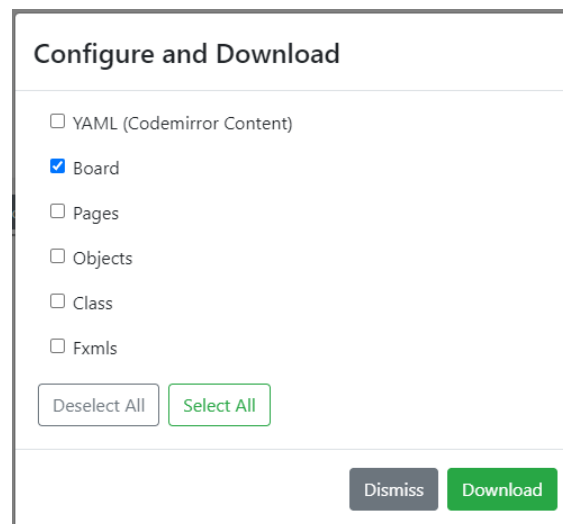 Configure and Download
YAML (Codemirror Content)
Board
Pages
Objects
Class
Fxmls
Deselect All Select All
Dismiss Download